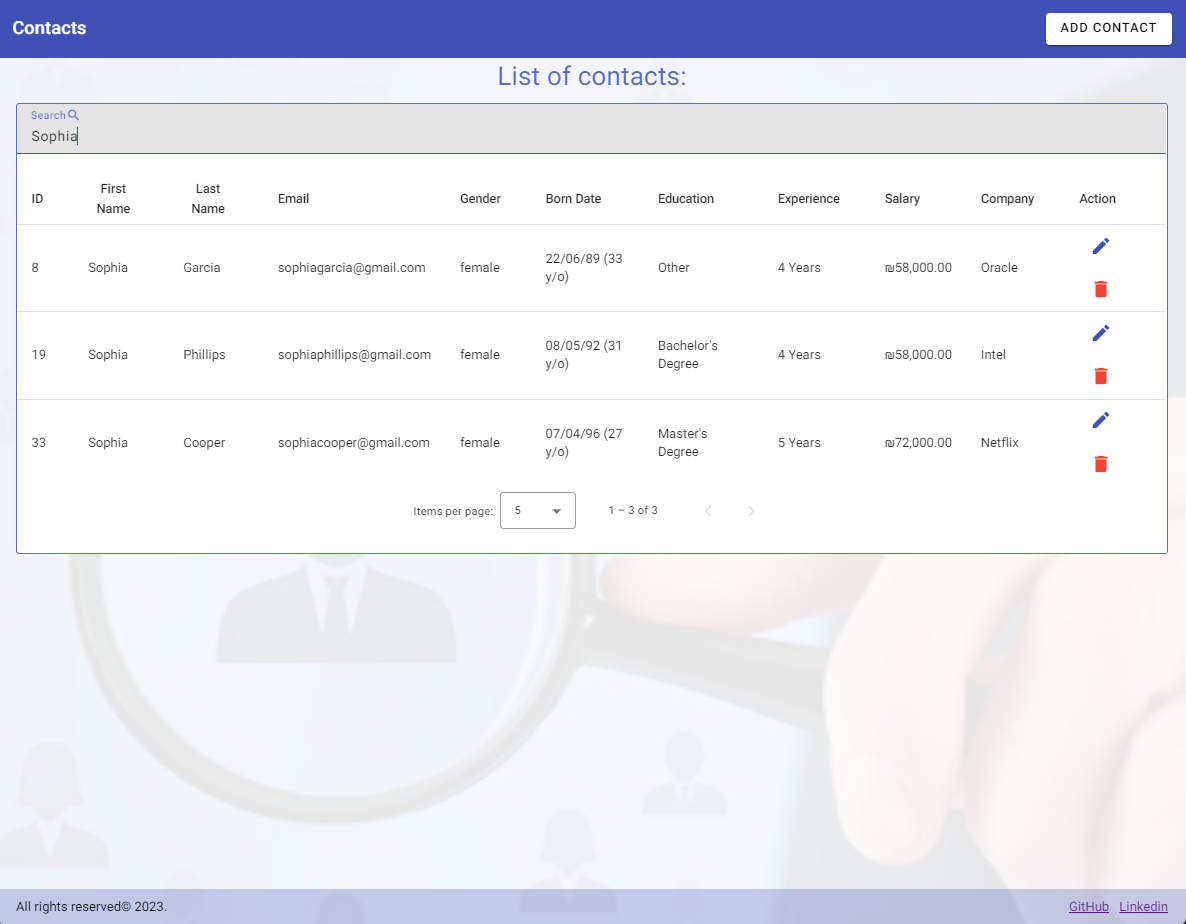 Contacts
ADD CONTACT
List of contacts:
Search
Sophia
ID First Name Last Name Email Gender Born Date Education Experience Salary Company Action
8 Sophia Garcia sophiagarcia@gmail.com female 22/06/89 (33 y/o) Other 4 Years ₪58,000.00 Oracle
19 Sophia Phillips sophiaphillips@gmail.com female 08/05/92 (31 y/o) Bachelor's Degree 4 Years ₪58,000.00 Intel
33 Sophia Cooper sophiacooper@gmail.com female 07/04/96 (27 y/o) Master's Degree 5 Years ₪72,000.00 Netflix
Items per page: 5 1 – 3 of 3
All rights reserved© 2023.
GitHub Linkedin